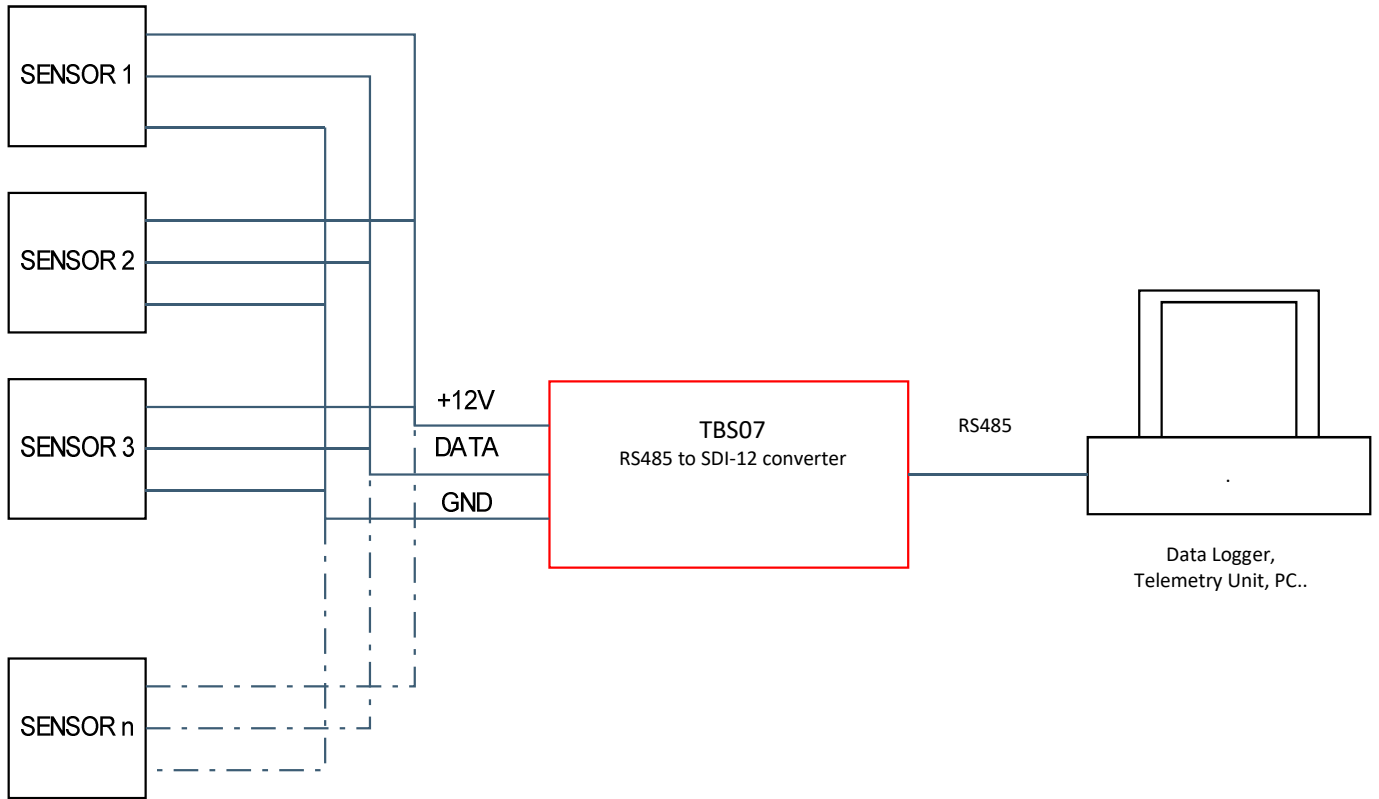 SENSOR 1
SENSOR 2
SENSOR 3
SENSOR n
+12V
DATA
GND
TBS07
RS485 to SDI-12 converter
RS485
.
Data Logger,
Telemetry Unit, PC..